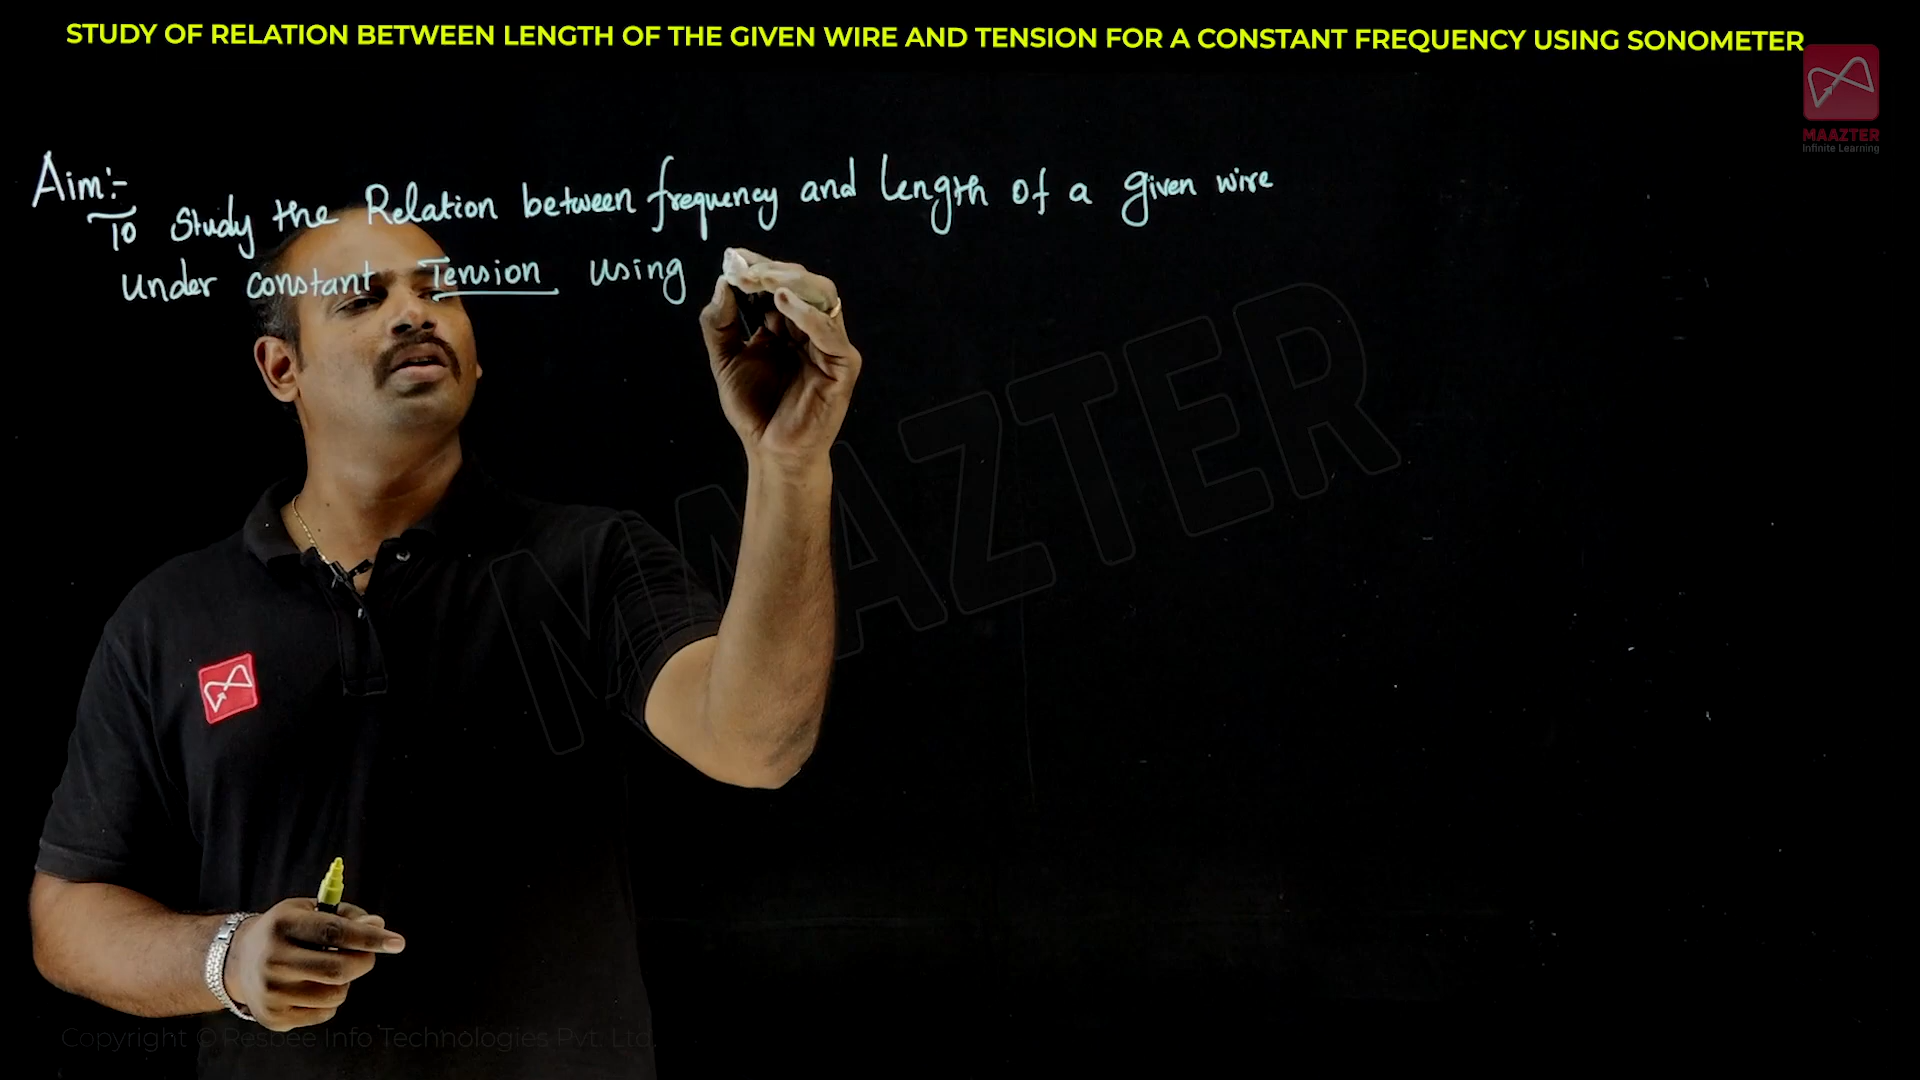 STUDY OF RELATION BETWEEN LENGTH OF THE GIVEN WIRE AND TENSION FOR A CONSTANT FREQUENCY USING SONOMETER
MAAZTER
Infinite Learning
Aim:-
To Study the Relation between frequency and length of a given wire
under constant Tension using
MAAZTER
Copyright © Resbee Info Technologies Pvt. Ltd.